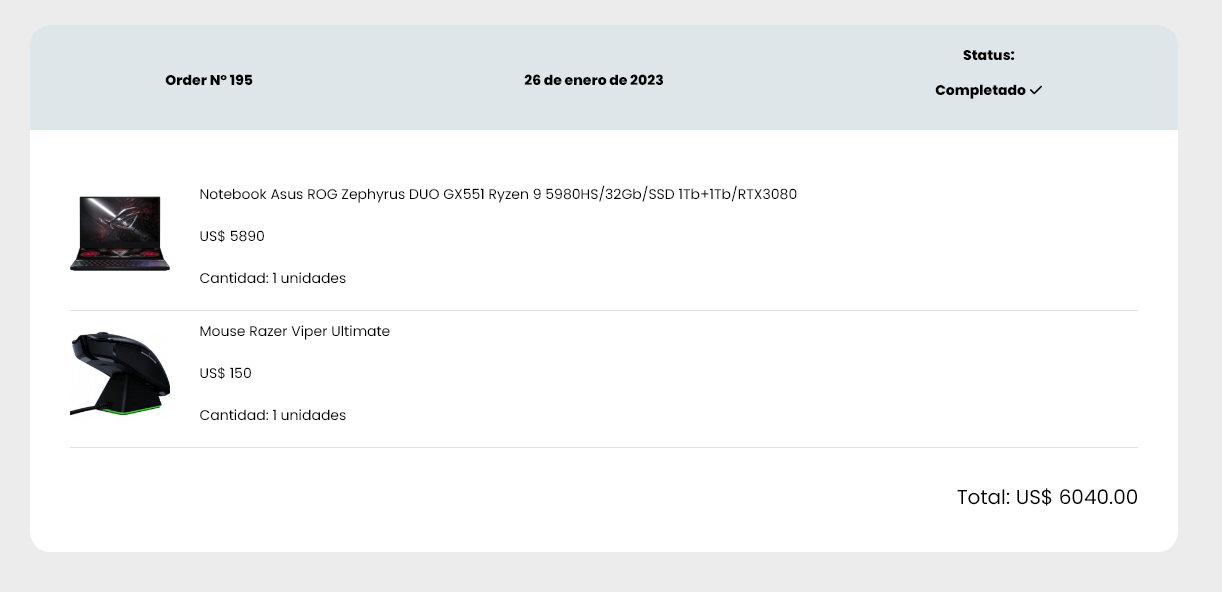 Order Nº 195
26 de enero de 2023
Status:
Completado
Notebook Asus ROG Zephyrus DUO GX551 Ryzen 9 5980HS/32Gb/SSD 1Tb+1Tb/RTX3080
US$ 5890
Cantidad: 1 unidades
Mouse Razer Viper Ultimate
US$ 150
Cantidad: 1 unidades
Total: US$ 6040.00